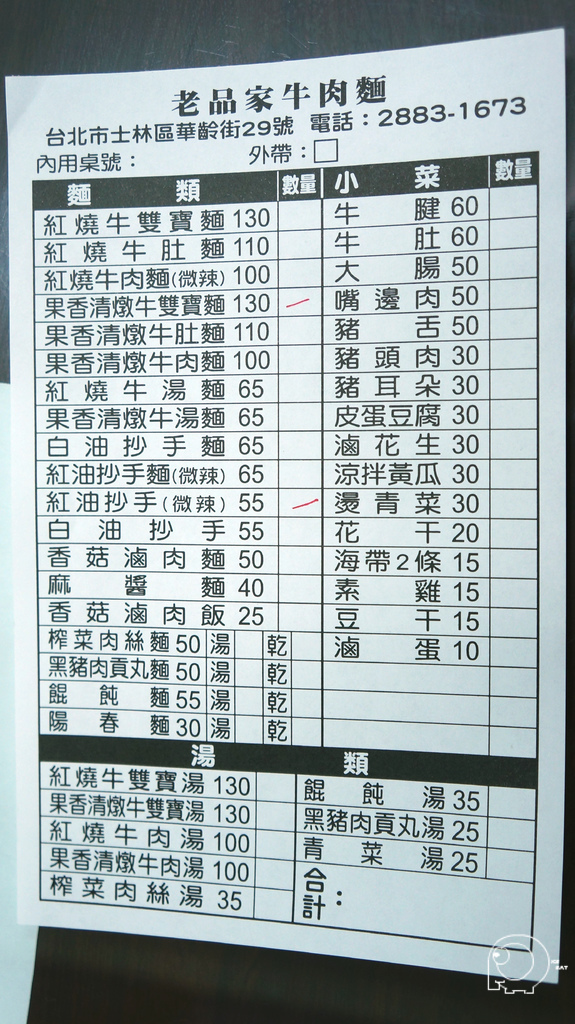 老品家牛肉麵
台北市士林區華齡街29號 電話：2883-1673
內用桌號： 外帶：□
麵類 數量 小菜 數量
紅燒牛雙寶麵 130 牛腱 60
紅燒牛肚麵 110 牛肚 60
紅燒牛肉麵(微辣) 100 大腸 50
果香清燉牛雙寶麵 130 嘴邊肉 50
果香清燉牛肚麵 110 豬舌 50
果香清燉牛肉麵 100 豬頭肉 30
紅燒牛湯麵 65 豬耳朵 30
果香清燉牛湯麵 65 皮蛋豆腐 30
白油抄手麵 65 滷花生 30
紅油抄手麵(微辣) 65 涼拌黃瓜 30
紅油抄手(微辣) 55 燙青菜 30
白油抄手 55 花干 20
香菇滷肉麵 50 海帶2條 15
麻醬麵 40 素雞 15
香菇滷肉飯 25 豆干 15
榨菜肉絲麵 50 湯 乾 滷蛋 10
黑豬肉貢丸麵 50 湯 乾
餛飩麵 55 湯 乾
陽春麵 30 湯 乾
湯類
紅燒牛雙寶湯 130 餛飩湯 35
果香清燉牛雙寶湯 130 黑豬肉貢丸湯 25
紅燒牛肉湯 100 青菜湯 25
果香清燉牛肉湯 100 合計：
榨菜肉絲湯 35